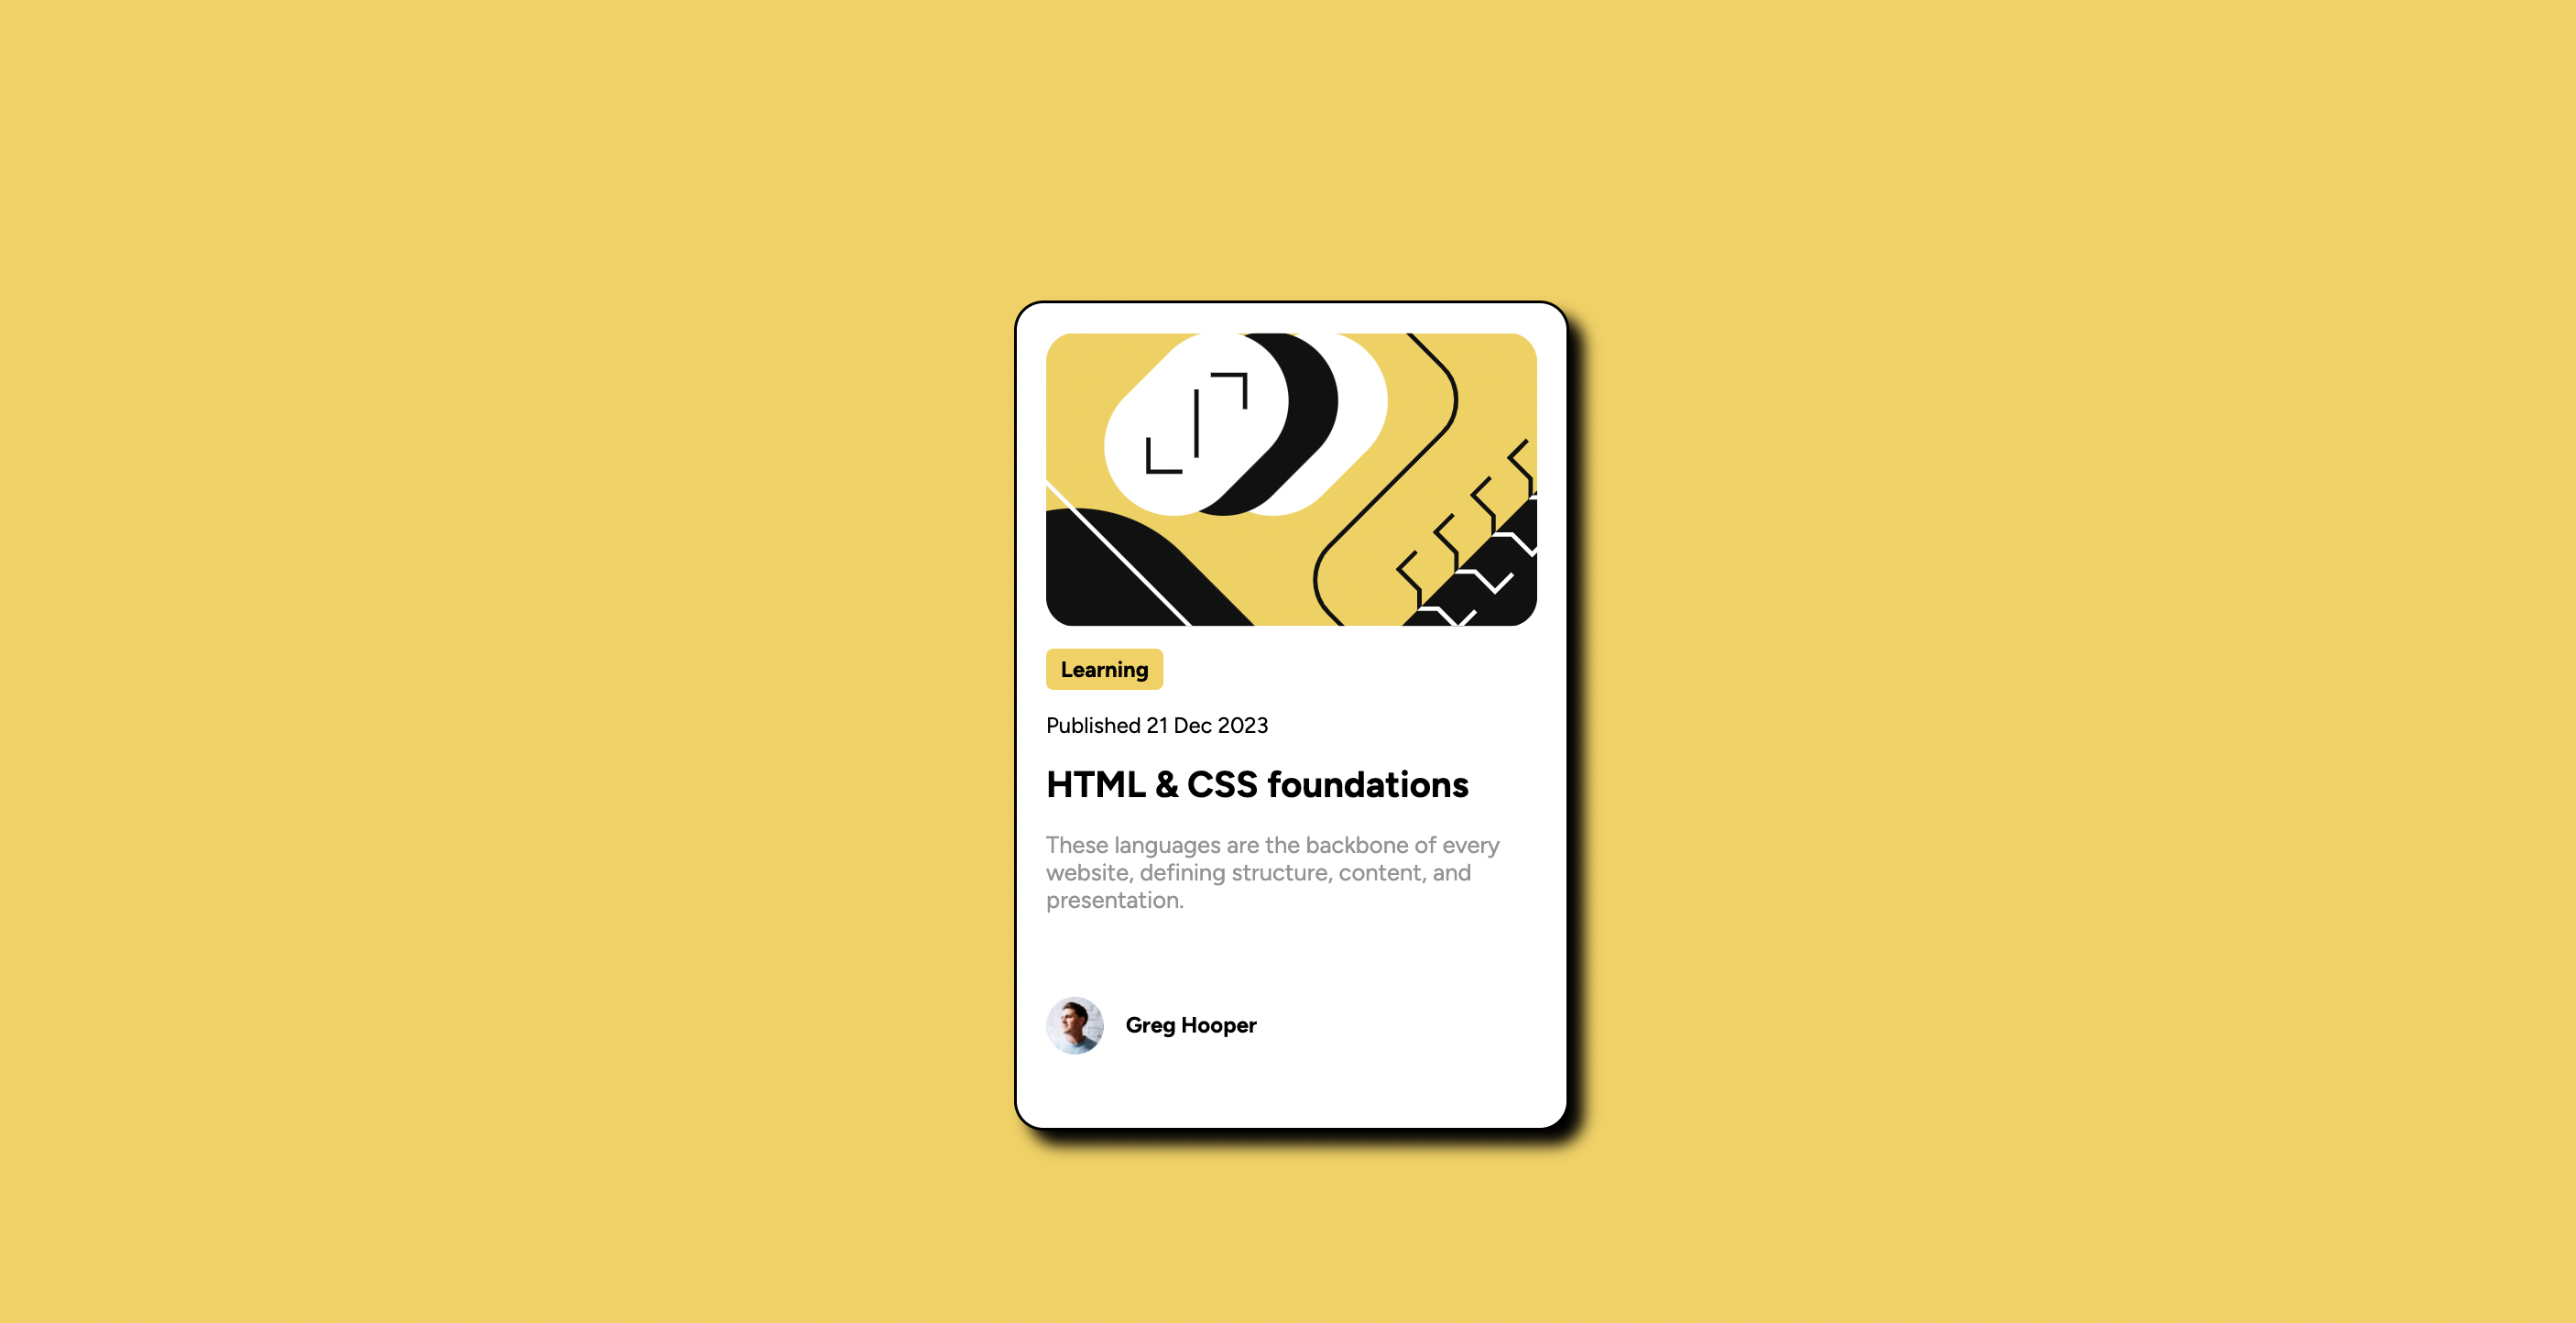 Learning
Published 21 Dec 2023
HTML & CSS foundations
These languages are the backbone of every
website, defining structure, content, and
presentation.
Greg Hooper